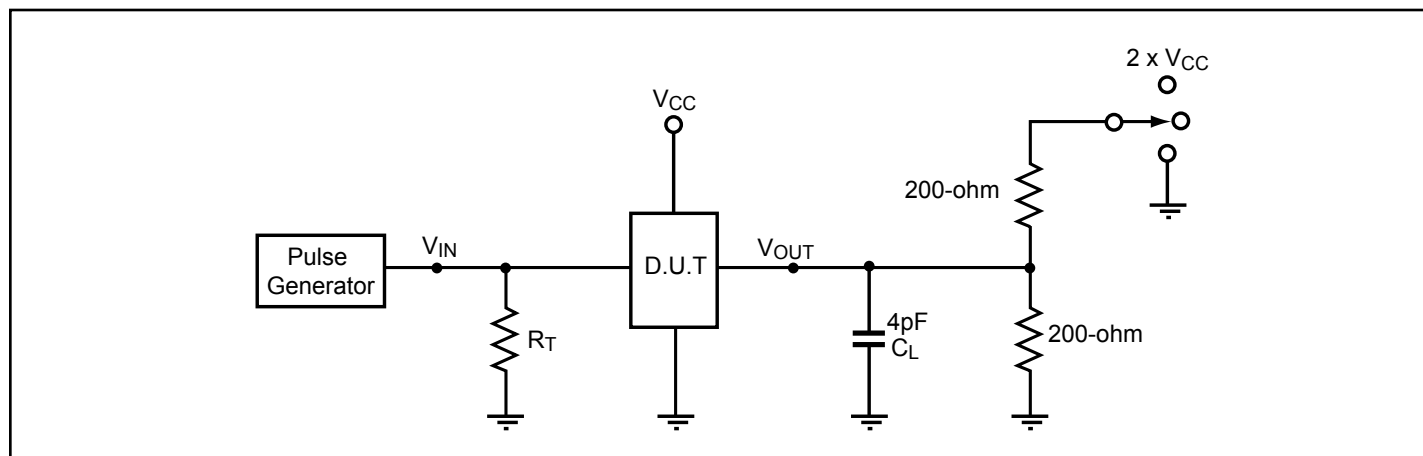 2 x VCC
VCC
200-ohm
Pulse
Generator
VIN
D.U.T
VOUT
RT
4pF
CL
200-ohm